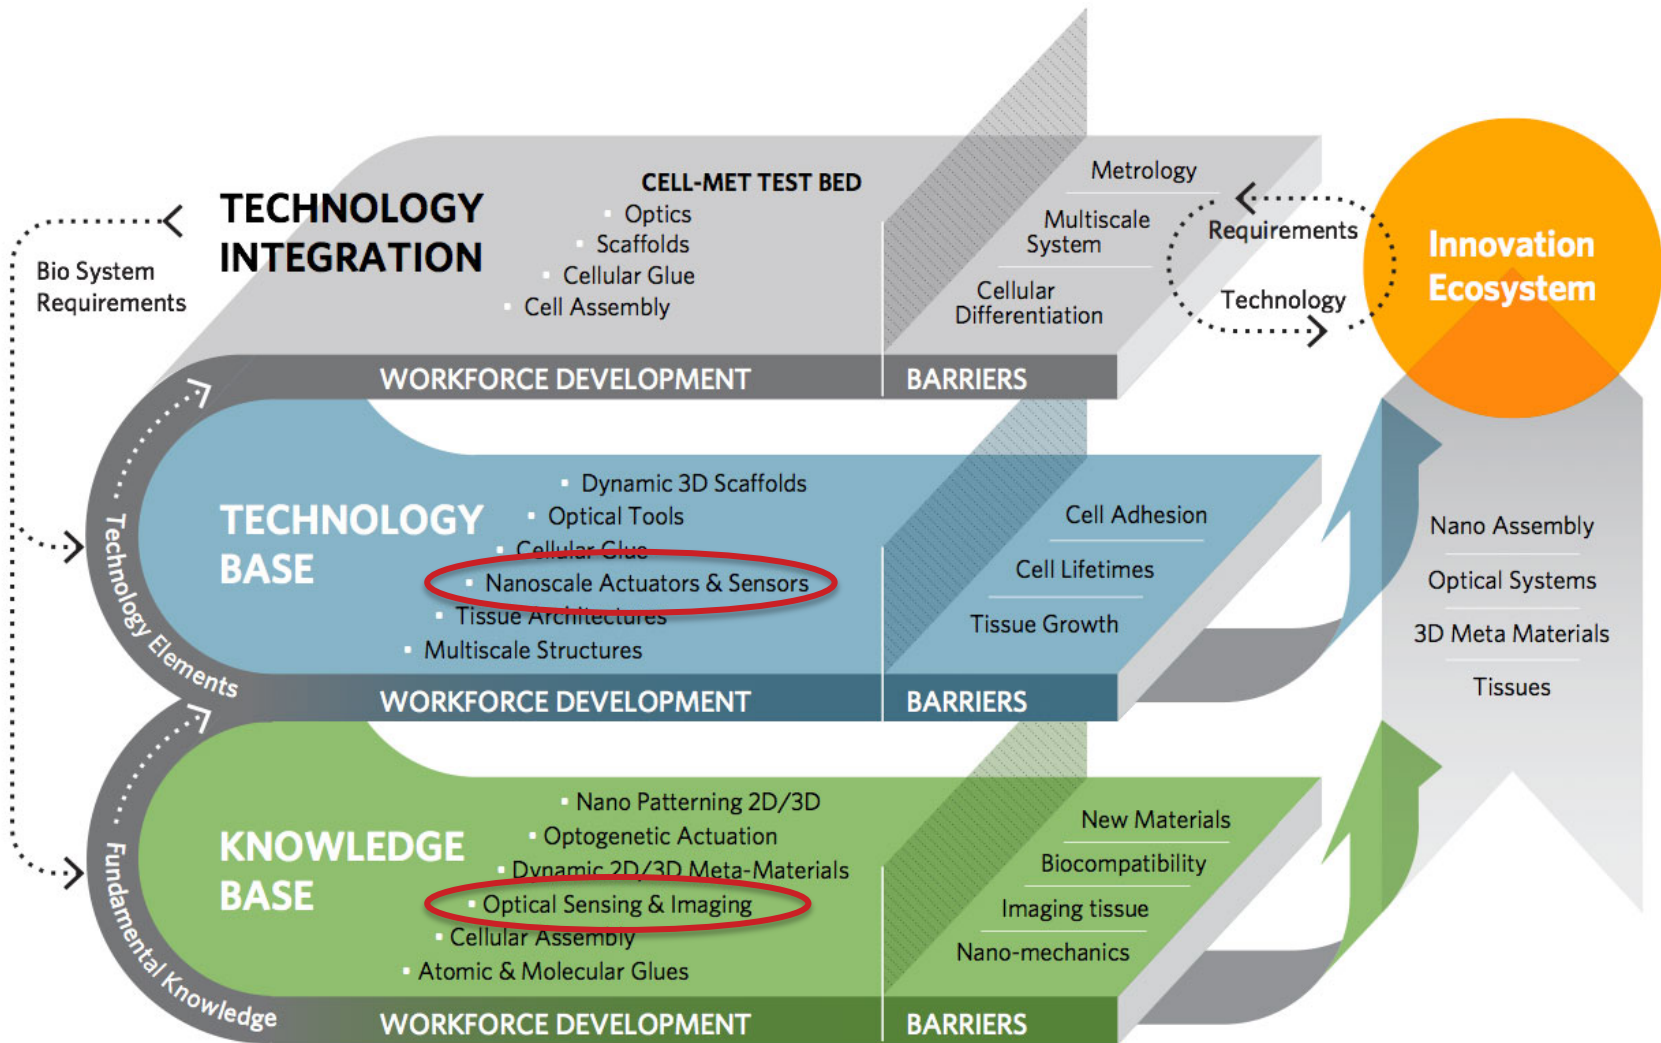 TECHNOLOGY
INTEGRATION
CELL-MET TEST BED
▪ Optics
▪ Scaffolds
▪ Cellular Glue
▪ Cell Assembly
Metrology
Multiscale
System
Cellular
Differentiation
WORKFORCE DEVELOPMENT
BARRIERS
Bio System
Requirements
Requirements
Technology
Innovation
Ecosystem
Technology Elements
TECHNOLOGY
BASE
▪ Dynamic 3D Scaffolds
▪ Optical Tools
▪ Cellular Glue
▪ Nanoscale Actuators & Sensors
▪ Tissue Architectures
▪ Multiscale Structures
Cell Adhesion
Cell Lifetimes
Tissue Growth
WORKFORCE DEVELOPMENT
BARRIERS
Nano Assembly
Optical Systems
3D Meta Materials
Tissues
Fundamental Knowledge
KNOWLEDGE
BASE
▪ Nano Patterning 2D/3D
▪ Optogenetic Actuation
▪ Dynamic 2D/3D Meta-Materials
▪ Optical Sensing & Imaging
▪ Cellular Assembly
▪ Atomic & Molecular Glues
New Materials
Biocompatibility
Imaging tissue
Nano-mechanics
WORKFORCE DEVELOPMENT
BARRIERS